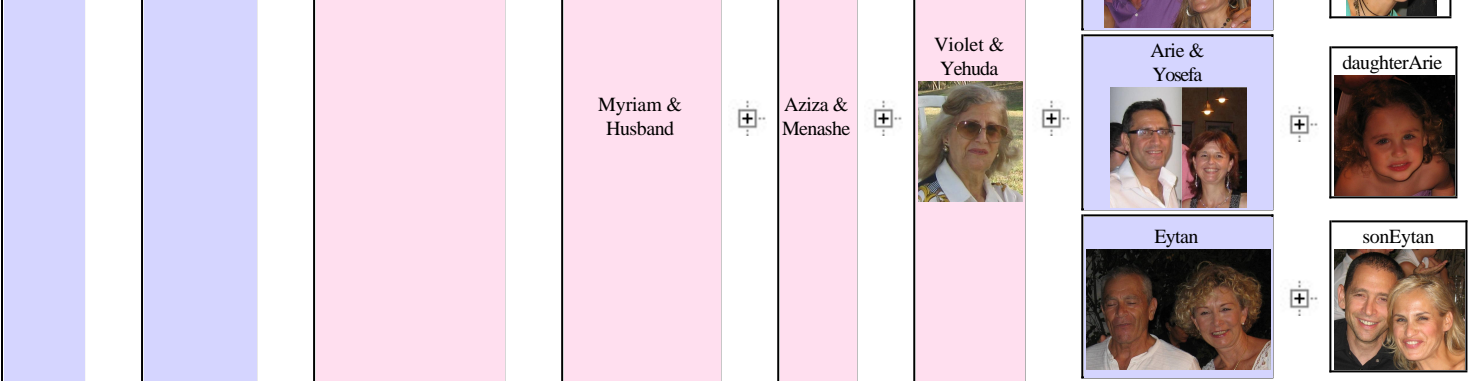 Violet &
Yehuda
Arie &
Yosefa
daughterArie
Myriam &
Husband
Aziza &
Menashe
Eytan
sonEytan